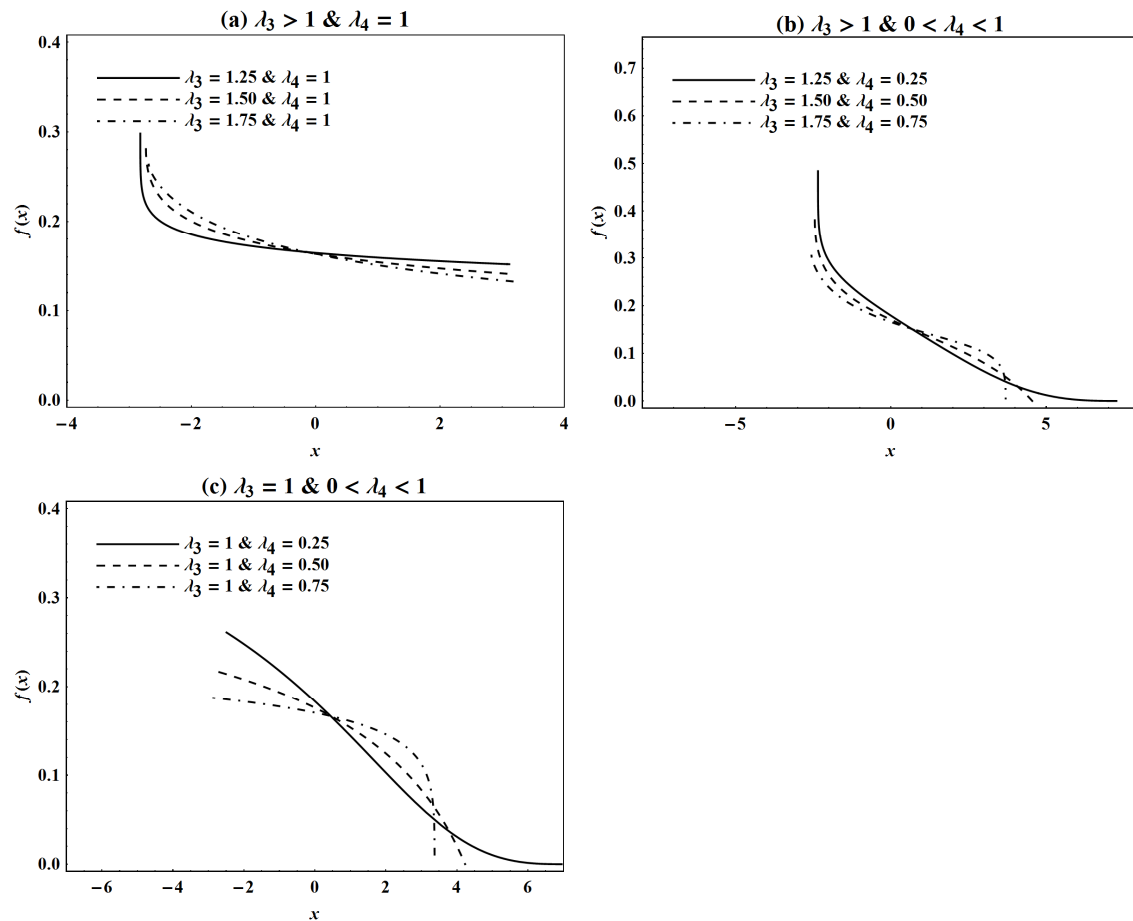 (a) λ3 > 1 & λ4 = 1
0.4
λ3 = 1.25 & λ4 = 1
λ3 = 1.50 & λ4 = 1
λ3 = 1.75 & λ4 = 1
0.3
f(x)
0.2
0.1
0.0
−4 −2 0 2 4
x
(b) λ3 > 1 & 0 < λ4 < 1
0.7
λ3 = 1.25 & λ4 = 0.25
λ3 = 1.50 & λ4 = 0.50
λ3 = 1.75 & λ4 = 0.75
0.6
0.5
0.4
f(x)
0.3
0.2
0.1
0.0
−5 0 5
x
(c) λ3 = 1 & 0 < λ4 < 1
0.4
λ3 = 1 & λ4 = 0.25
λ3 = 1 & λ4 = 0.50
λ3 = 1 & λ4 = 0.75
0.3
f(x)
0.2
0.1
0.0
−6 −4 −2 0 2 4 6
x